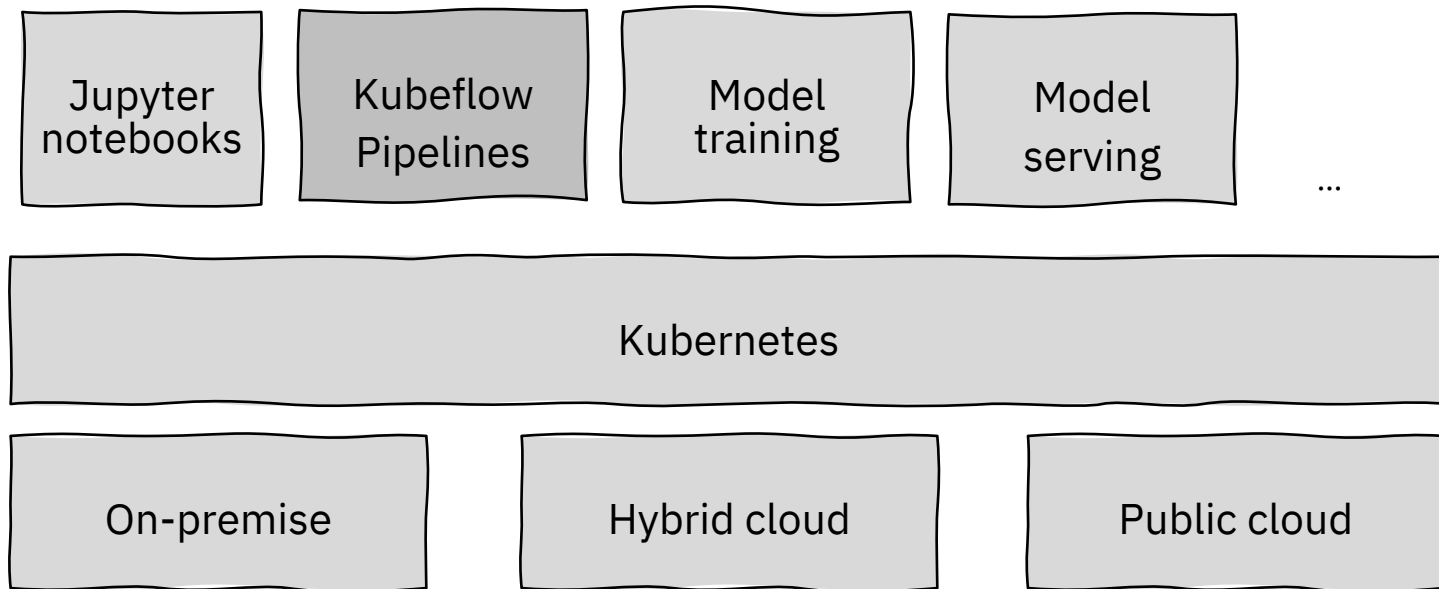 Jupyter
notebooks
Kubeflow
Pipelines
Model
training
Model
serving
...
Kubernetes
On-premise
Hybrid cloud
Public cloud